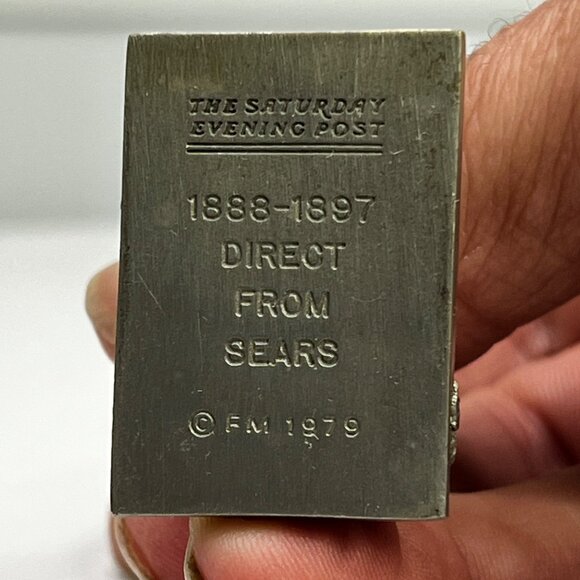 THE SATURDAY
EVENING POST
1888-1897
DIRECT
FROM
SEARS
© FM 1979